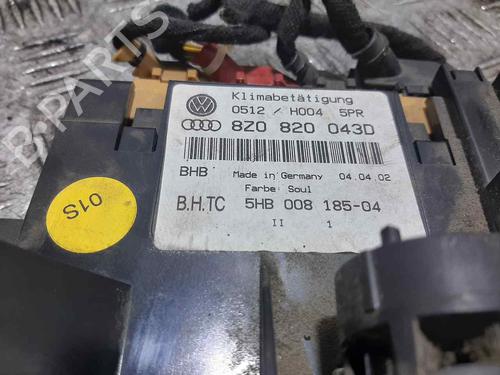 Klimabetätigung
0512 / H004 5PR
8Z0 820 043D
BHB Made in Germany 04.04.02
Farbe: Soul
B.H.TC 5HB 008 185-04
II 1
01S
B-PARTS